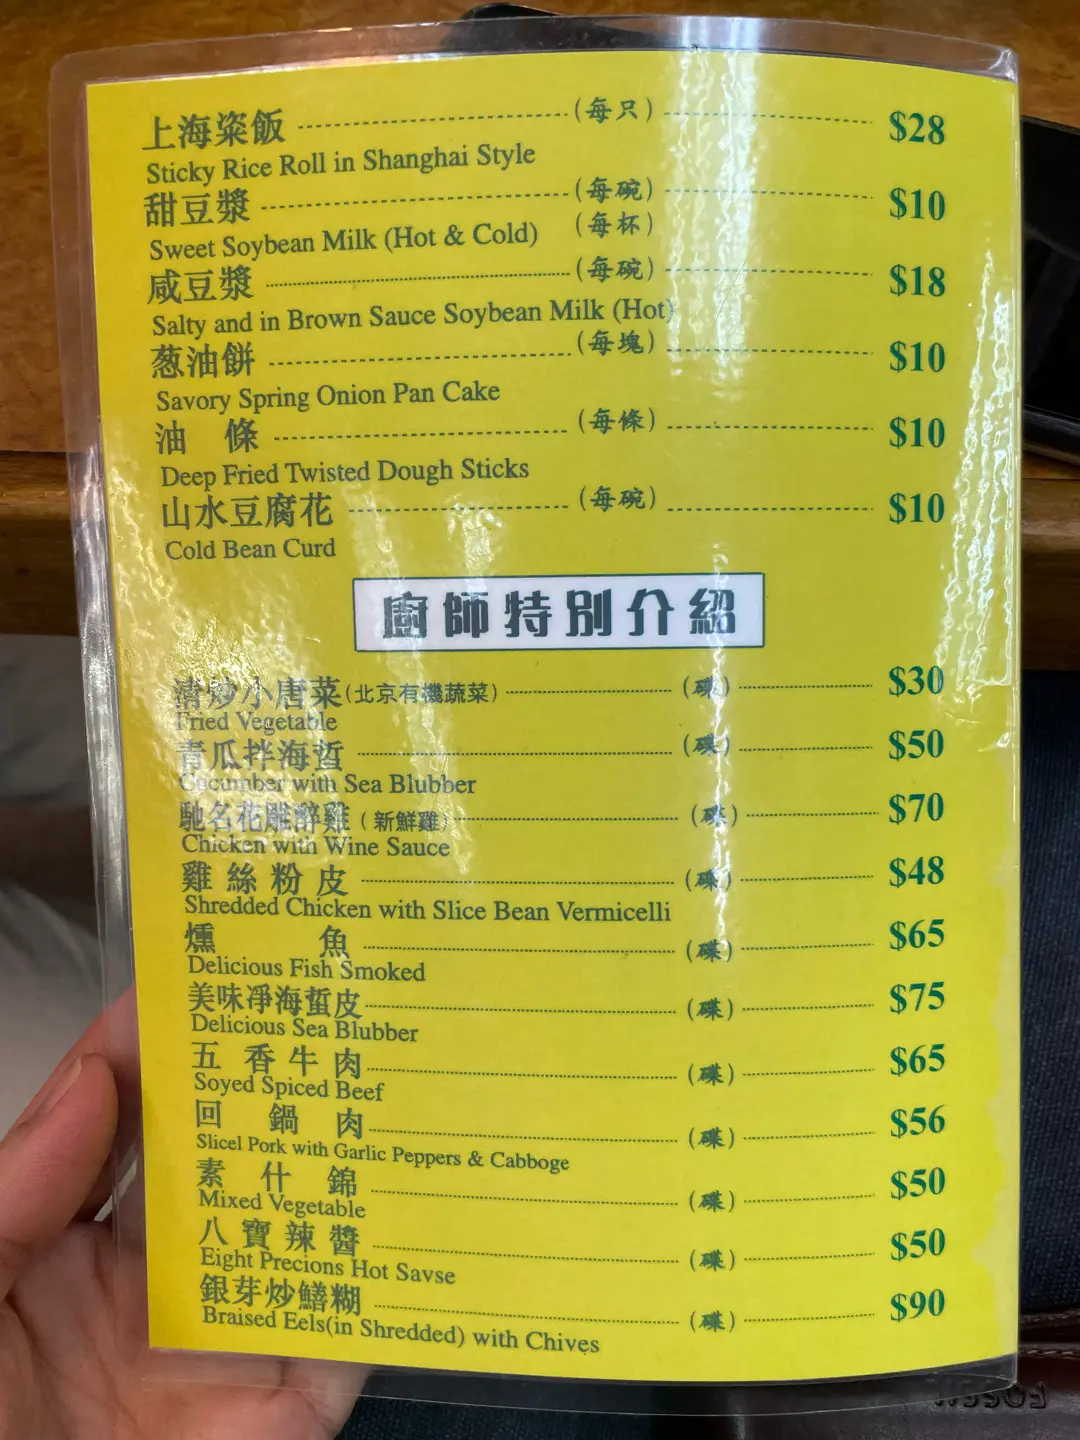 上海粢飯 (每只) $28
Sticky Rice Roll in Shanghai Style
甜豆漿 (每碗) $10
Sweet Soybean Milk (Hot & Cold) (每杯)
咸豆漿 (每碗) $18
Salty and in Brown Sauce Soybean Milk (Hot)
葱油餅 (每塊) $10
Savory Spring Onion Pan Cake
油條 (每條) $10
Deep Fried Twisted Dough Sticks
山水豆腐花 (每碗) $10
Cold Bean Curd
廚師特別介紹
清炒小唐菜(北京有機蔬菜) (碟) $30
Fried Vegetable
青瓜拌海蜇 (碟) $50
Cucumber with Sea Blubber
馳名花雕醉雞 (新鮮雞) (碟) $70
Chicken with Wine Sauce
雞絲粉皮 (碟) $48
Shredded Chicken with Slice Bean Vermicelli
燻魚 (碟) $65
Delicious Fish Smoked
美味凈海蜇皮 (碟) $75
Delicious Sea Blubber
五香牛肉 (碟) $65
Soyed Spiced Beef
回鍋肉 (碟) $56
Slicel Pork with Garlic Peppers & Cabboge
素什錦 (碟) $50
Mixed Vegetable
八寶辣醬 (碟) $50
Eight Precions Hot Savse
銀芽炒鱔糊 (碟) $90
Braised Eels(in Shredded) with Chives